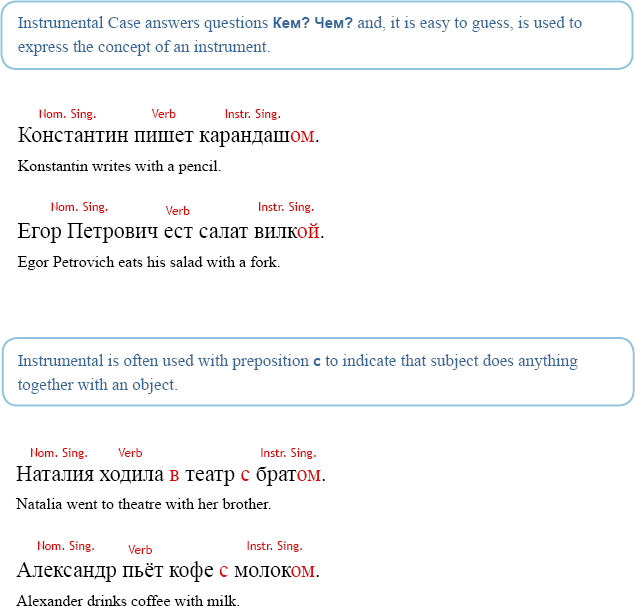 Instrumental Case answers questions Кем? Чем? and, it is easy to guess, is used to
express the concept of an instrument.
Nom. Sing. Verb Instr. Sing.
Константин пишет карандашом.
Konstantin writes with a pencil.
Nom. Sing. Verb Instr. Sing.
Егор Петрович ест салат вилкой.
Egor Petrovich eats his salad with a fork.
Instrumental is often used with preposition с to indicate that subject does anything
together with an object.
Nom. Sing. Verb Instr. Sing.
Наталия ходила в театр с братом.
Natalia went to theatre with her brother.
Nom. Sing. Verb Instr. Sing.
Александр пьёт кофе с молоком.
Alexander drinks coffee with milk.